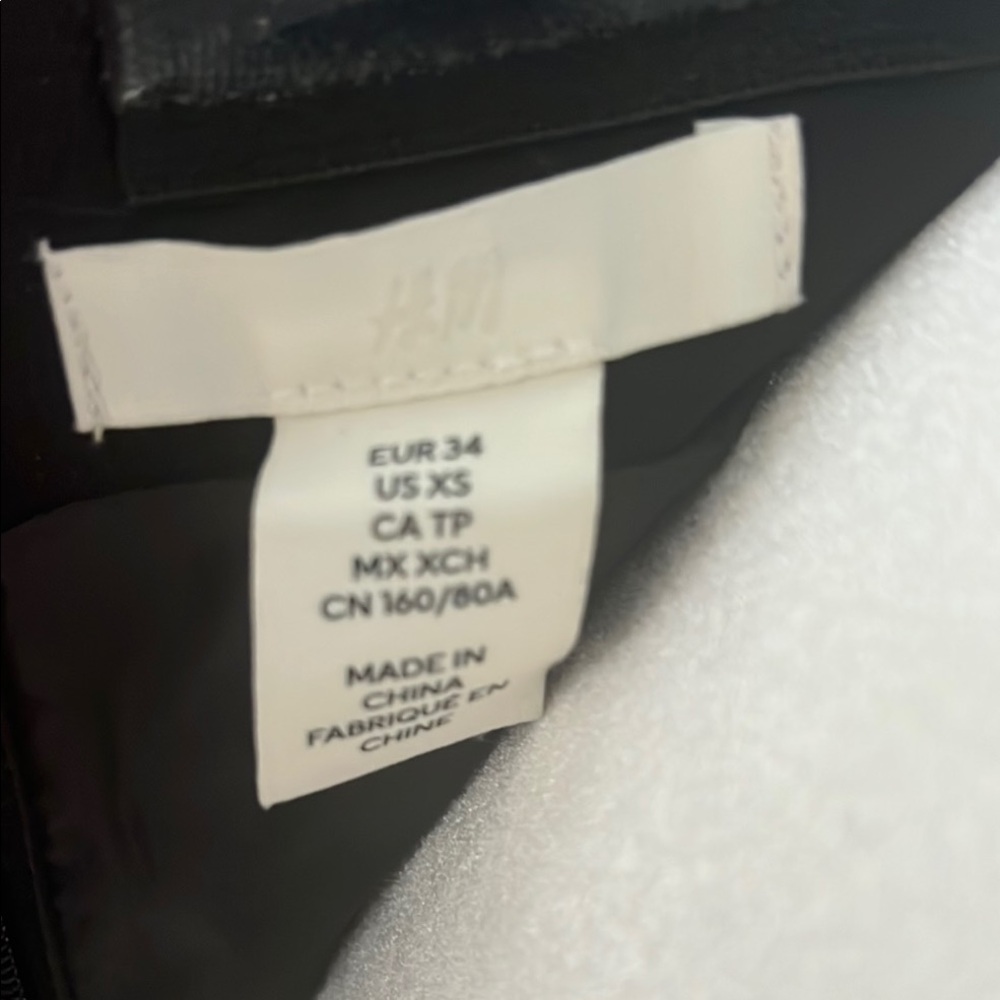 H&M
EUR 34
US XS
CA TP
MX XCH
CN 160/80A
MADE IN
CHINA
FABRIQUÉ EN
CHINE